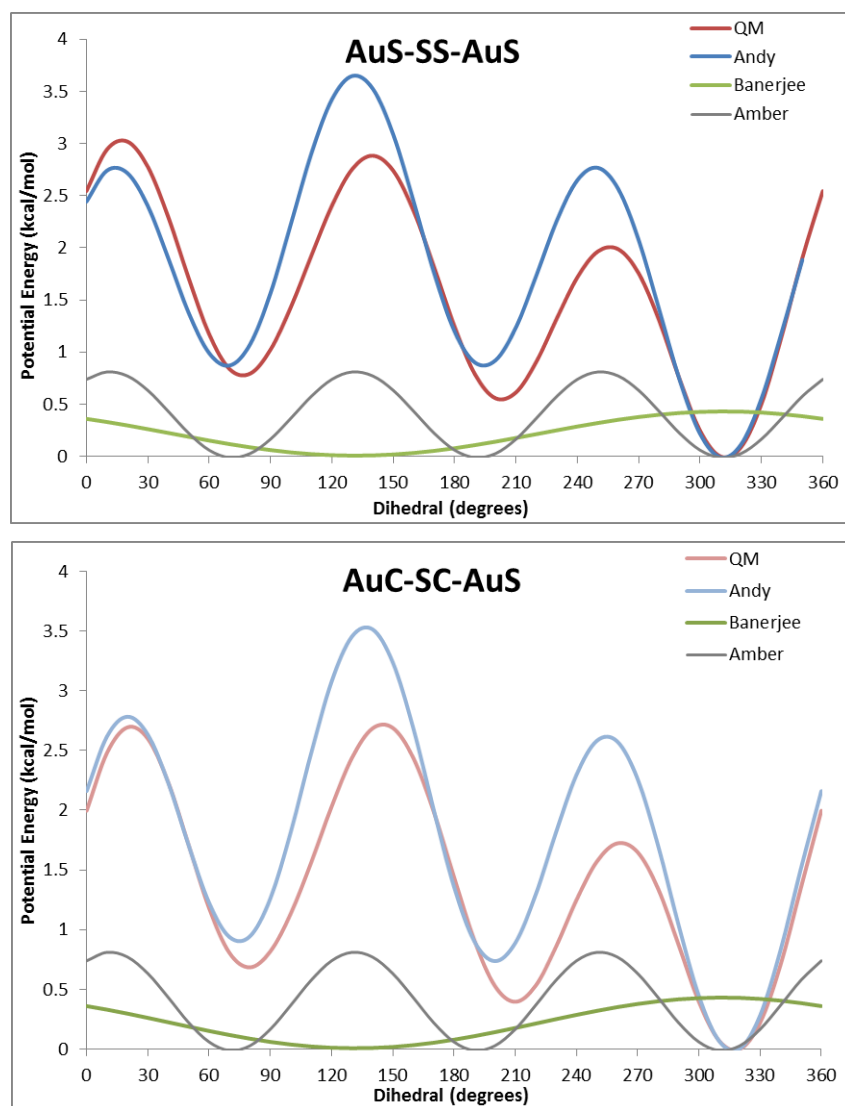 AuS-SS-AuS
QM
Andy
Banerjee
Amber
Potential Energy (kcal/mol)
4
3.5
3
2.5
2
1.5
1
0.5
0
0 30 60 90 120 150 180 210 240 270 300 330 360
Dihedral (degrees)
AuC-SC-AuS
QM
Andy
Banerjee
Amber
Potential Energy (kcal/mol)
4
3.5
3
2.5
2
1.5
1
0.5
0
0 30 60 90 120 150 180 210 240 270 300 330 360
Dihedral (degrees)